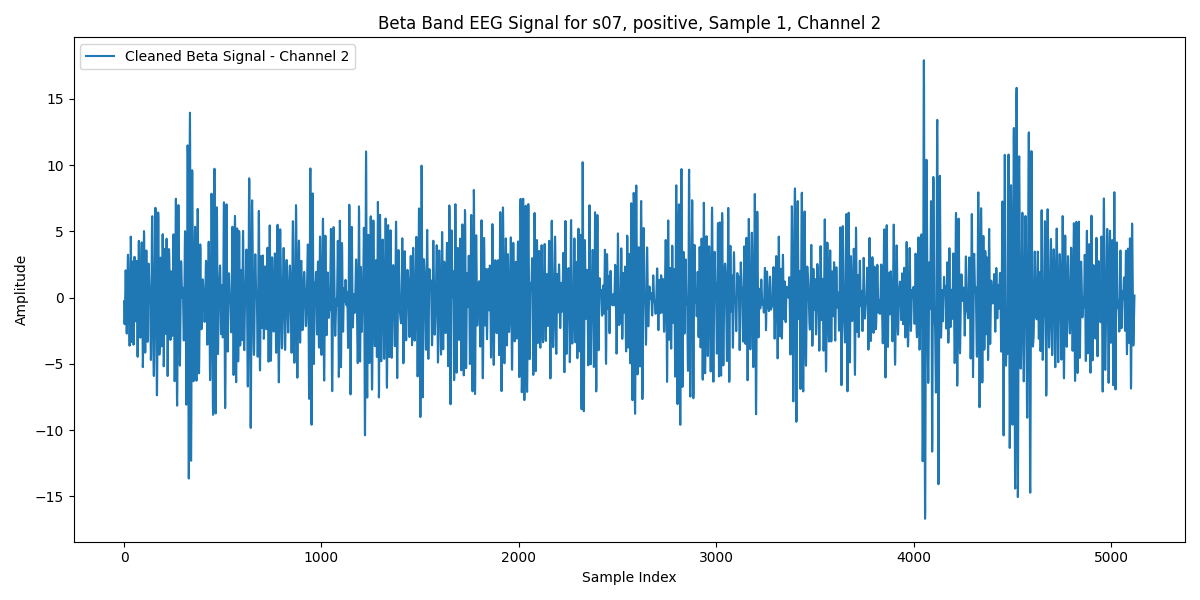 Beta Band EEG Signal for s07, positive, Sample 1, Channel 2
Cleaned Beta Signal - Channel 2
15
10
5
0
−5
−10
−15
Amplitude
0 1000 2000 3000 4000 5000
Sample Index